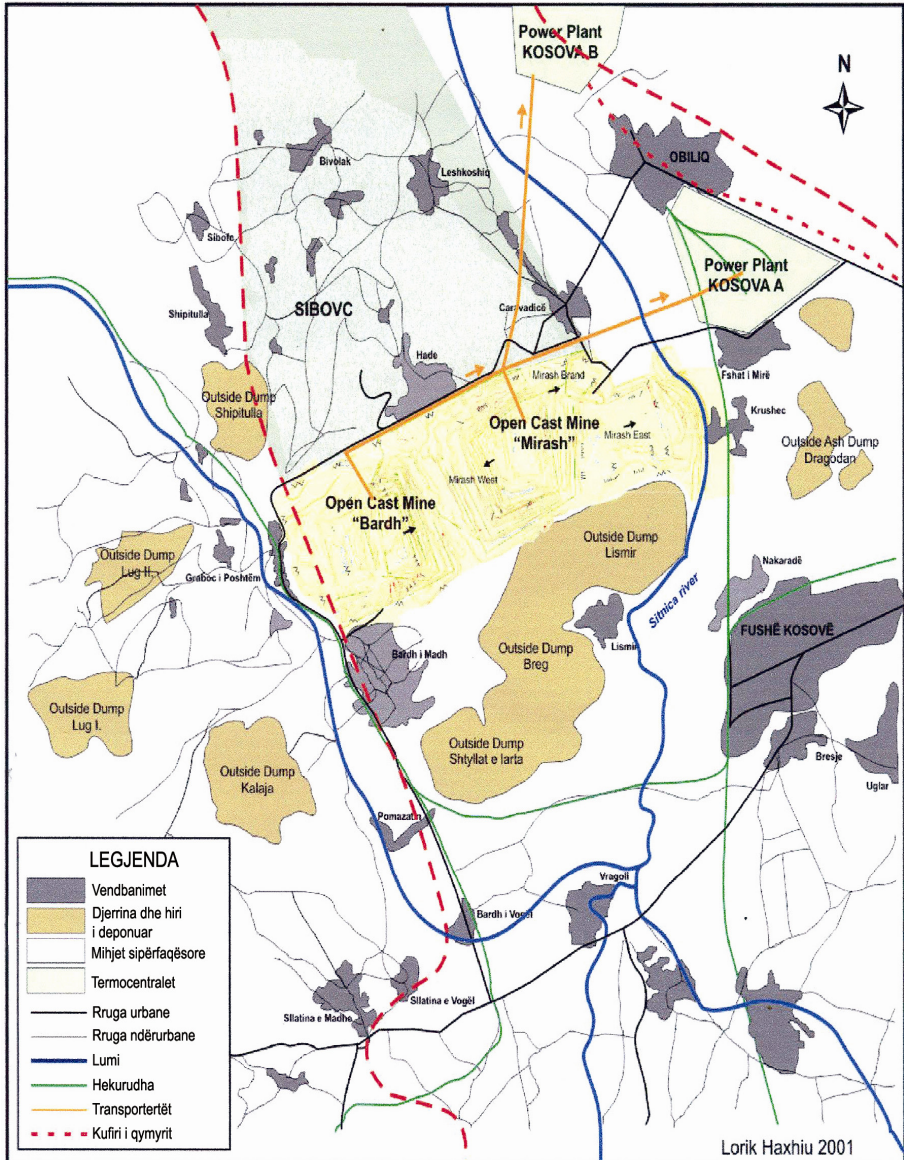 Power Plant
KOSOVA B
N
OBILIQ
Bivolak
Leshkoshiq
Sibofc
Power Plant
KOSOVA A
SIBOVC
Caravadicë
Shipitulla
Hade
Fshat i Mirë
Mirash Brand
Outside Dump
Shipitulla
Krushec
Open Cast Mine
"Mirash"
Mirash East
Outside Ash Dump
Dragodan
Mirash West
Open Cast Mine
"Bardh"
Outside Dump
Lismir
Outside Dump
Lug II.
Graboc i Poshtëm
Nakaradë
Sitnica river
FUSHË KOSOVË
Bardh i Madh
Lismir
Outside Dump
Breg
Outside Dump
Lug I.
Outside Dump
Shtyllat e larta
Outside Dump
Kalaja
Bresje
Uglar
Pomazatin
Vragoli
Bardh i Vogël
Sllatina e Vogël
Sllatina e Madhe
LEGJENDA
Vendbanimet
Djerrina dhe hiri
i deponuar
Mihjet sipërfaqësore
Termocentralet
Rruga urbane
Rruga ndërurbane
Lumi
Hekurudha
Transportertët
Kufiri i qymyrit
Lorik Haxhiu 2001